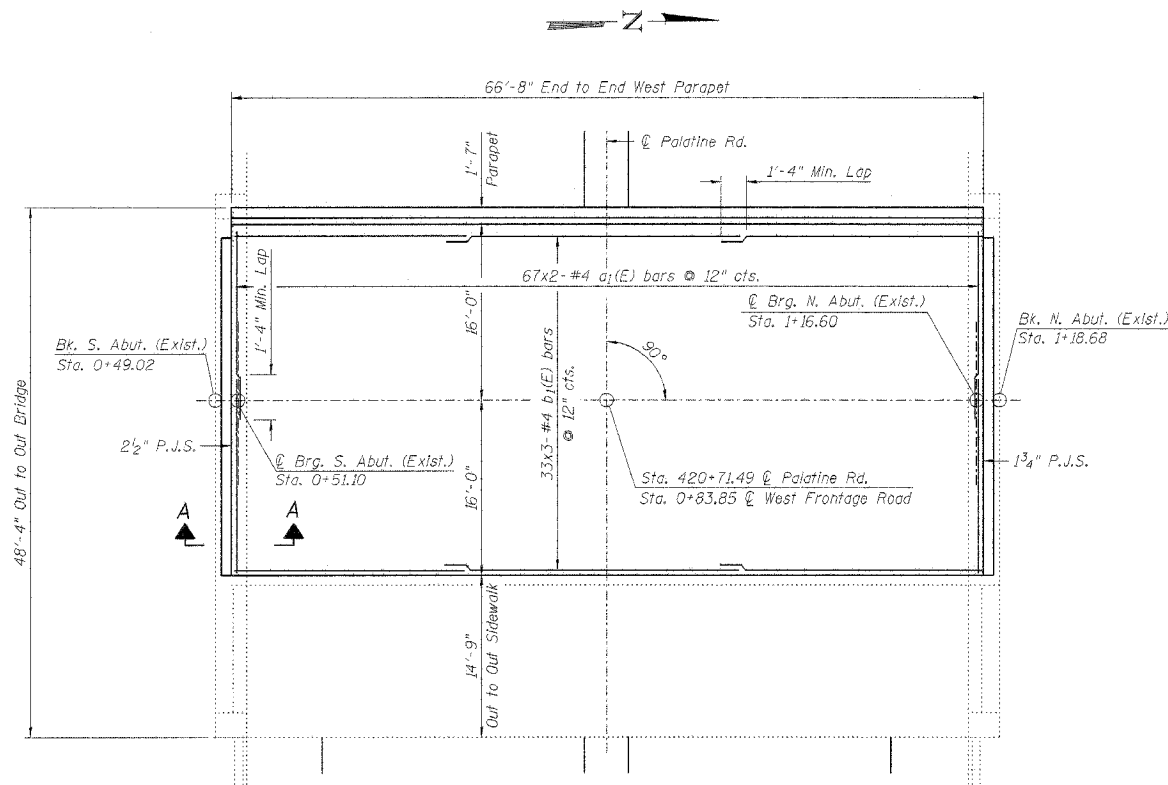 N
66'-8" End to End West Parapet
1'-7"
Parapet
℄ Palatine Rd.
1'-4" Min. Lap
67x2-#4 a1(E) bars @ 12" cts.
1'-4" Min. Lap
16'-0"
℄ Brg. N. Abut. (Exist.)
Sta. 1+16.60
Bk. N. Abut. (Exist.)
Sta. 1+18.68
Bk. S. Abut. (Exist.)
Sta. 0+49.02
90°
33x3-#4 b1(E) bars
@ 12" cts.
48'-4" Out to Out Bridge
2½" P.J.S.
℄ Brg. S. Abut. (Exist.)
Sta. 0+51.10
16'-0"
Sta. 420+71.49 ℄ Palatine Rd.
Sta. 0+83.85 ℄ West Frontage Road
1¾" P.J.S.
A
A
14'-9"
Out to Out Sidewalk